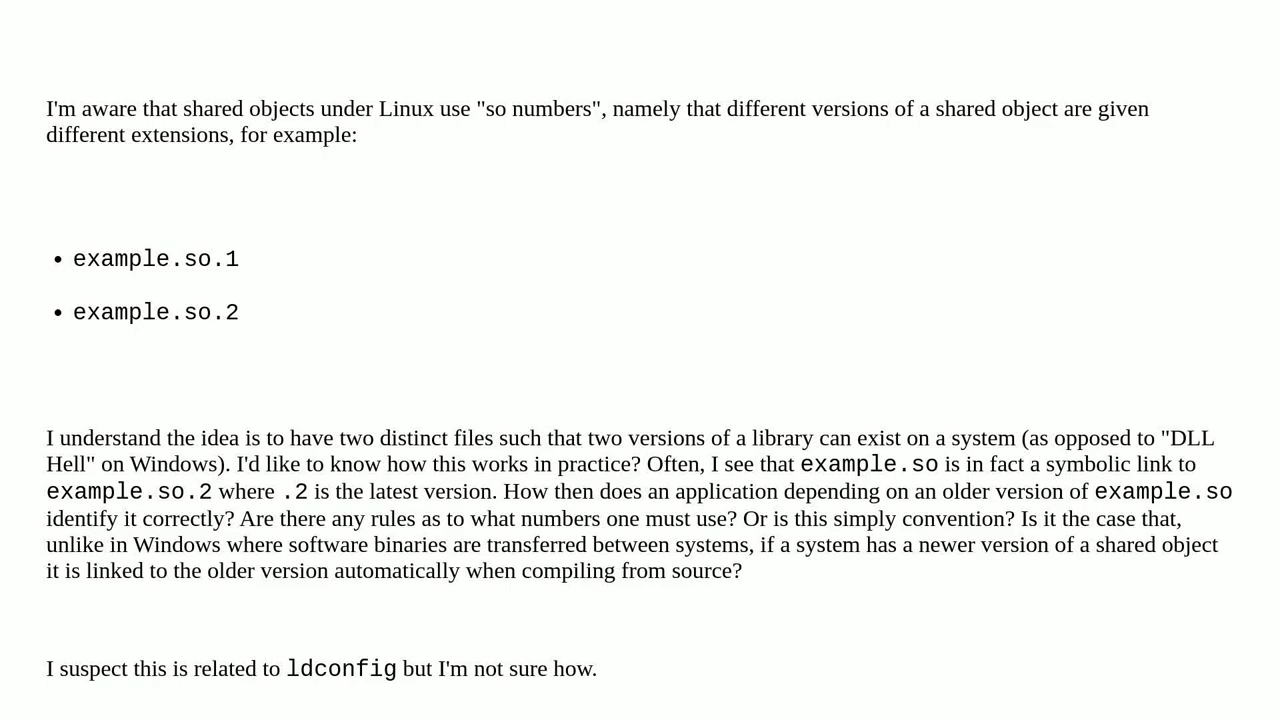 I'm aware that shared objects under Linux use "so numbers", namely that different versions of a shared object are given
different extensions, for example:
• example.so.1
• example.so.2
I understand the idea is to have two distinct files such that two versions of a library can exist on a system (as opposed to "DLL
Hell" on Windows). I'd like to know how this works in practice? Often, I see that example.so is in fact a symbolic link to
example.so.2 where .2 is the latest version. How then does an application depending on an older version of example.so
identify it correctly? Are there any rules as to what numbers one must use? Or is this simply convention? Is it the case that,
unlike in Windows where software binaries are transferred between systems, if a system has a newer version of a shared object
it is linked to the older version automatically when compiling from source?
I suspect this is related to ldconfig but I'm not sure how.